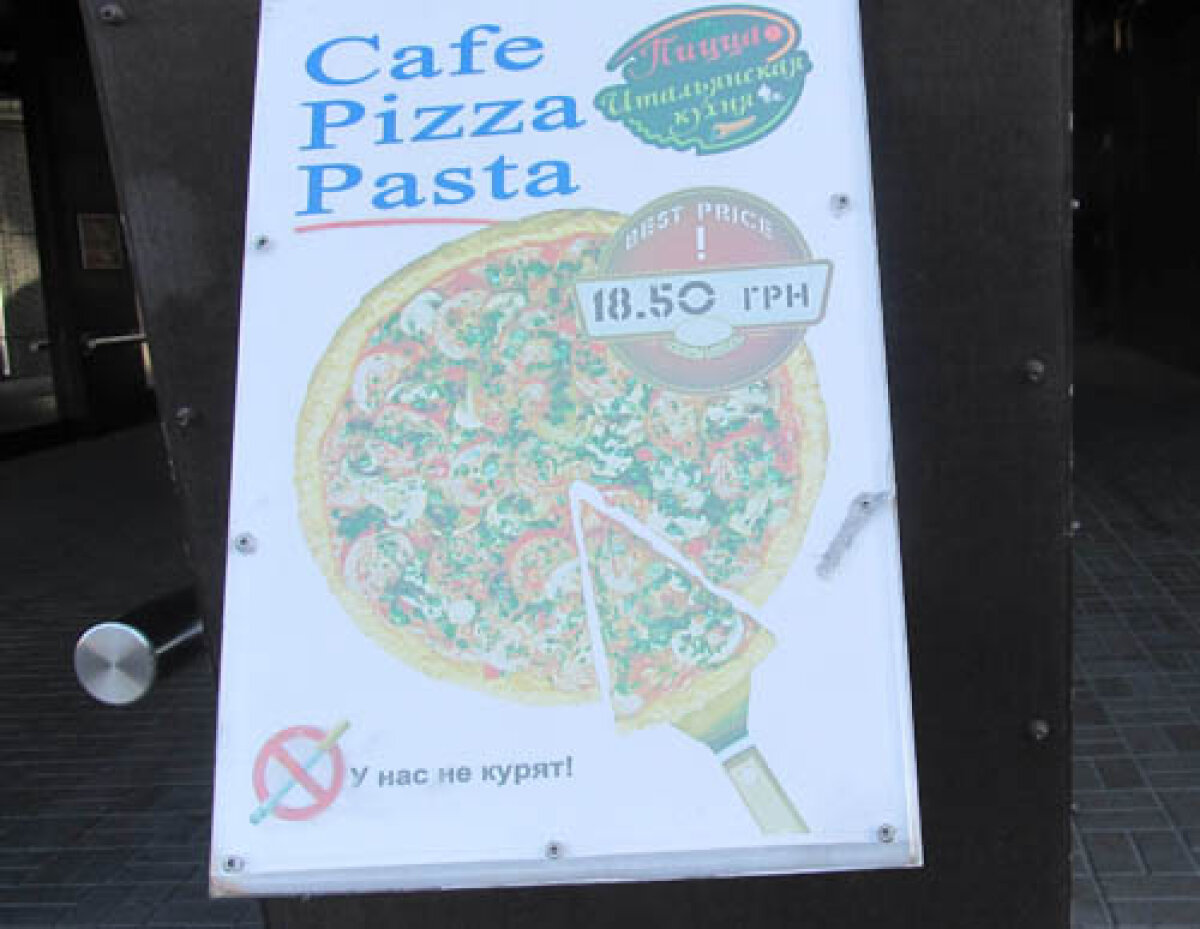 Cafe
Pizza
Pasta
Пицца
Итальянская
кухня
BEST PRICE
!
18.50 ГРН
У нас не курят!